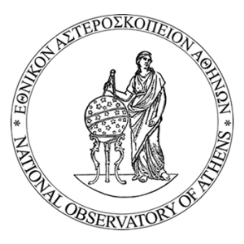 ΕΘΝΙΚΟΝ ΑΣΤΕΡΟΣΚΟΠΕΙΟΝ ΑΘΗΝΩΝ
NATIONAL OBSERVATORY OF ATHENS